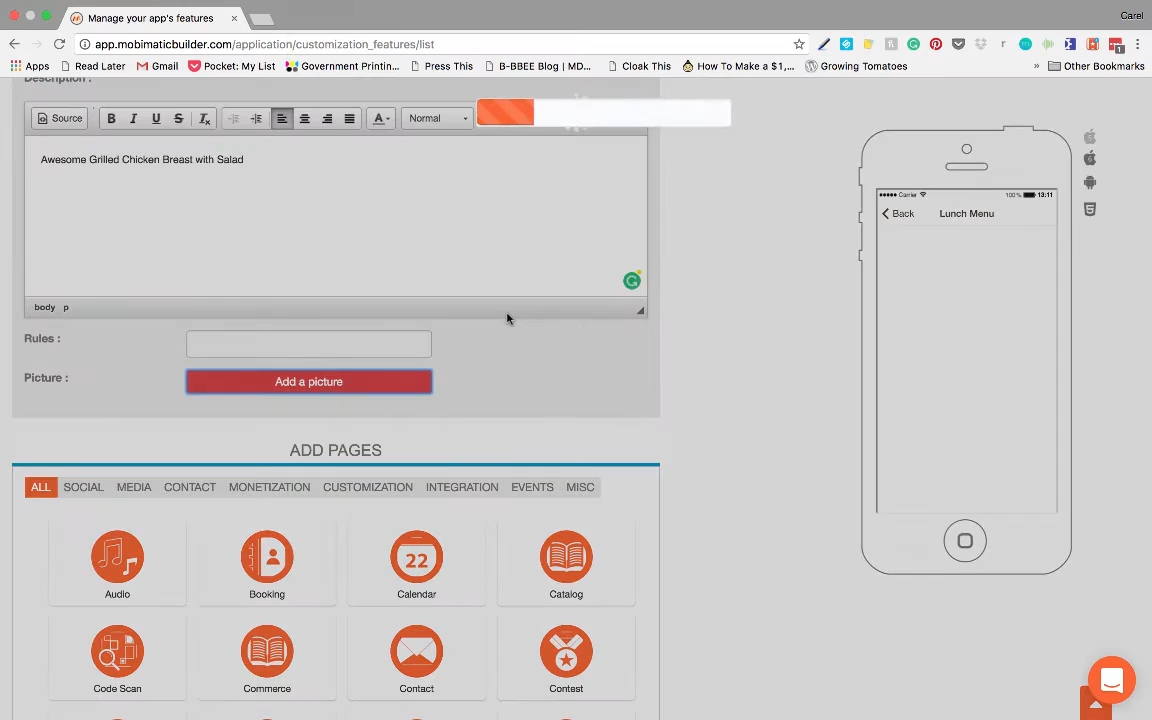 Manage your app's features
Carel
app.mobimaticbuilder.com/application/customization_features/list
Apps Read Later Gmail Pocket: My List Government Printin... Press This B-BBEE Blog | MD... Cloak This How To Make a $1,... Growing Tomatoes » Other Bookmarks
Description :
Source B I U S Tx A Normal
Awesome Grilled Chicken Breast with Salad
body p
Rules :
Picture : Add a picture
Carrier 100% 13:11
Back Lunch Menu
ADD PAGES
ALL SOCIAL MEDIA CONTACT MONETIZATION CUSTOMIZATION INTEGRATION EVENTS MISC
22
Audio Booking Calendar Catalog
Code Scan Commerce Contact Contest